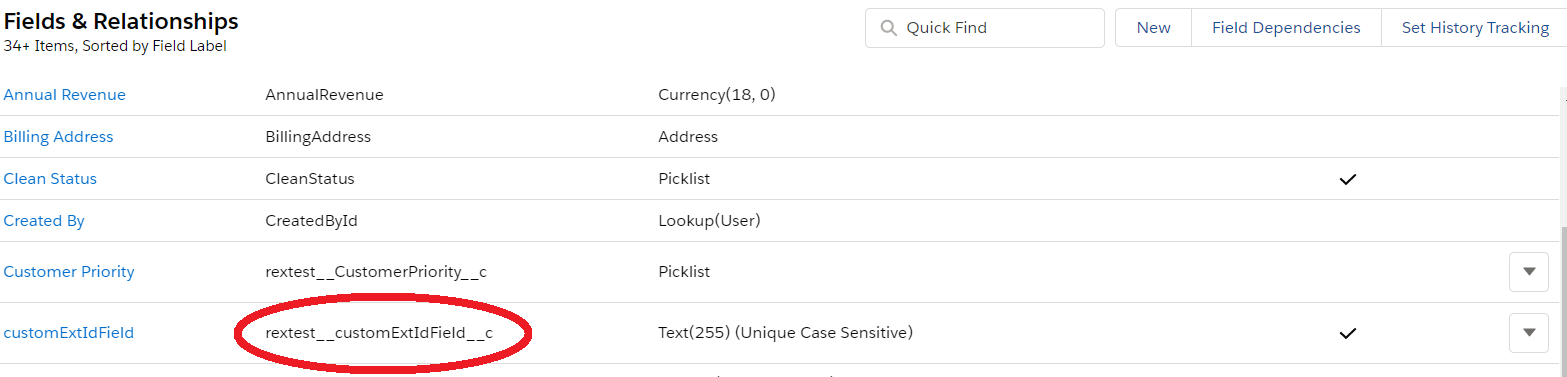 Fields & Relationships
34+ Items, Sorted by Field Label
Quick Find
New
Field Dependencies
Set History Tracking
Annual Revenue AnnualRevenue Currency(18, 0)
Billing Address BillingAddress Address
Clean Status CleanStatus Picklist
Created By CreatedById Lookup(User)
Customer Priority rextest__CustomerPriority__c Picklist
customExtIdField rextest__customExtIdField__c Text(255) (Unique Case Sensitive)